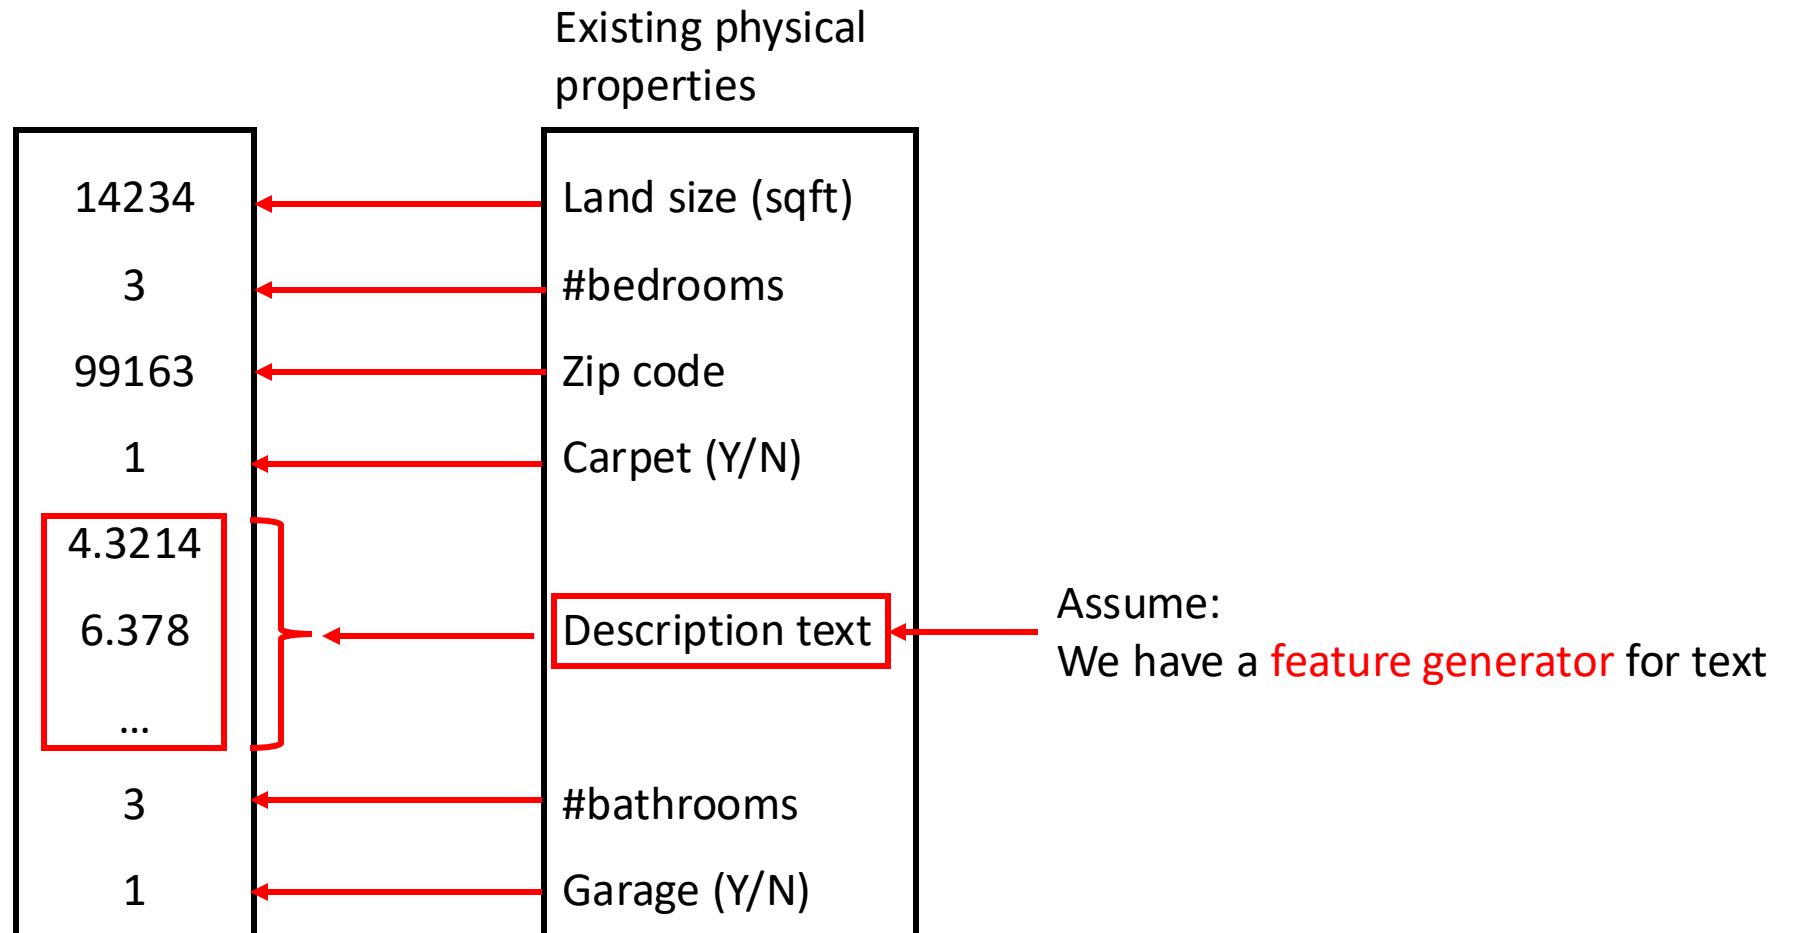 Existing physical
properties
14234
Land size (sqft)
3
#bedrooms
99163
Zip code
1
Carpet (Y/N)
4.3214
6.378
Description text
...
3
#bathrooms
1
Garage (Y/N)
Assume:
We have a feature generator for text